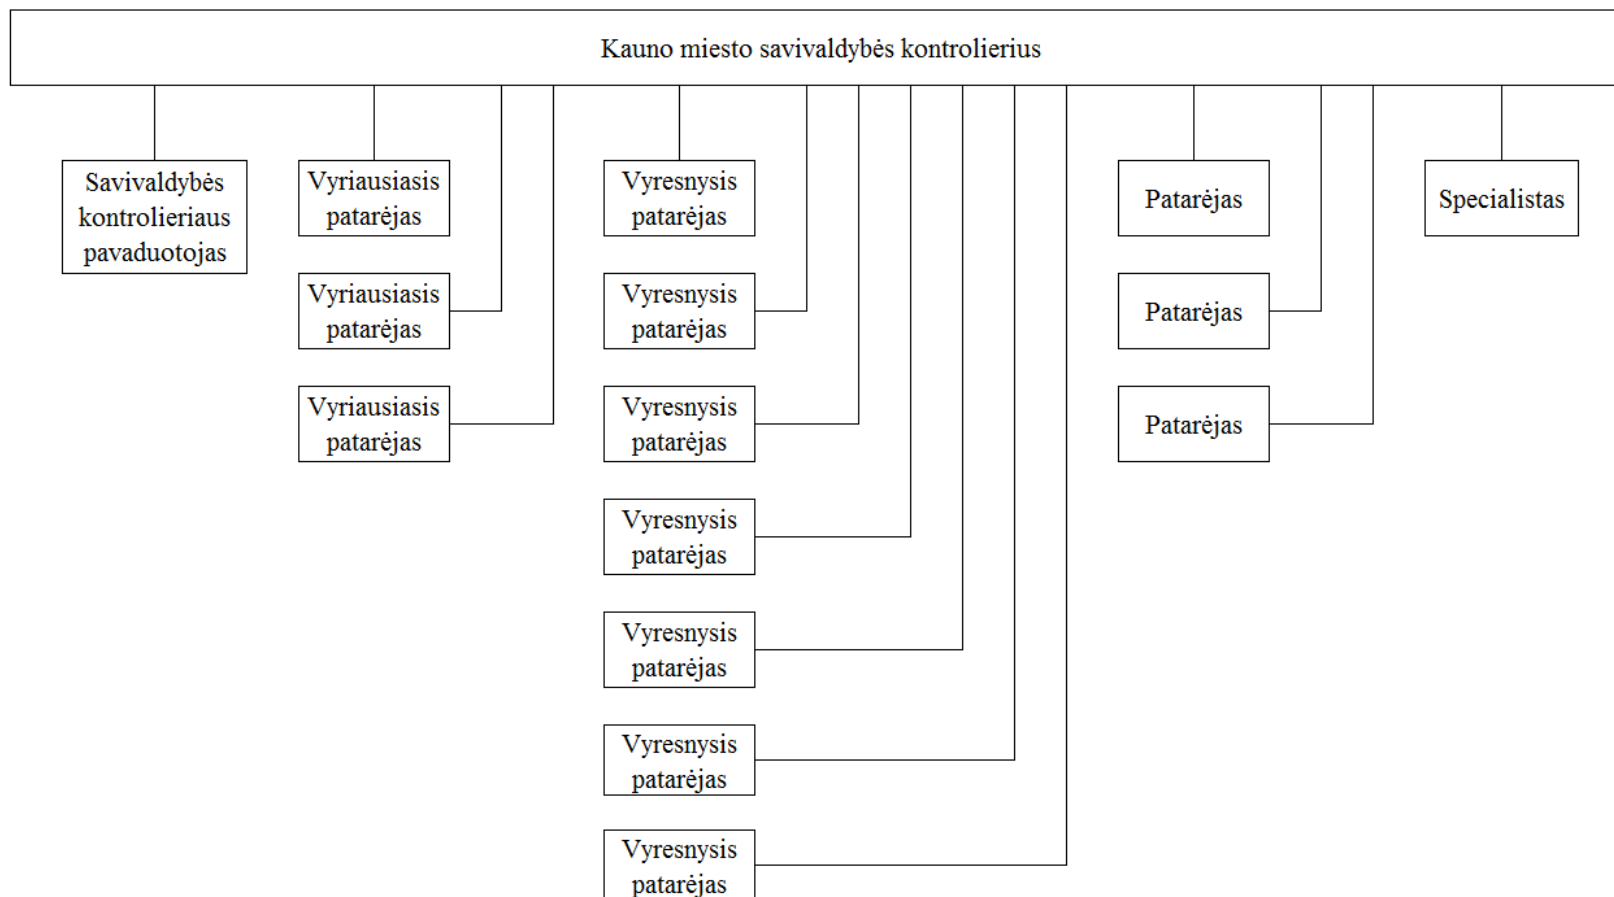 Kauno miesto savivaldybės kontrolierius
Savivaldybės
kontrolieriaus
pavaduotojas
Vyriausiasis
patarėjas
Vyriausiasis
patarėjas
Vyriausiasis
patarėjas
Vyresnysis
patarėjas
Vyresnysis
patarėjas
Vyresnysis
patarėjas
Vyresnysis
patarėjas
Vyresnysis
patarėjas
Vyresnysis
patarėjas
Vyresnysis
patarėjas
Patarėjas
Patarėjas
Patarėjas
Specialistas